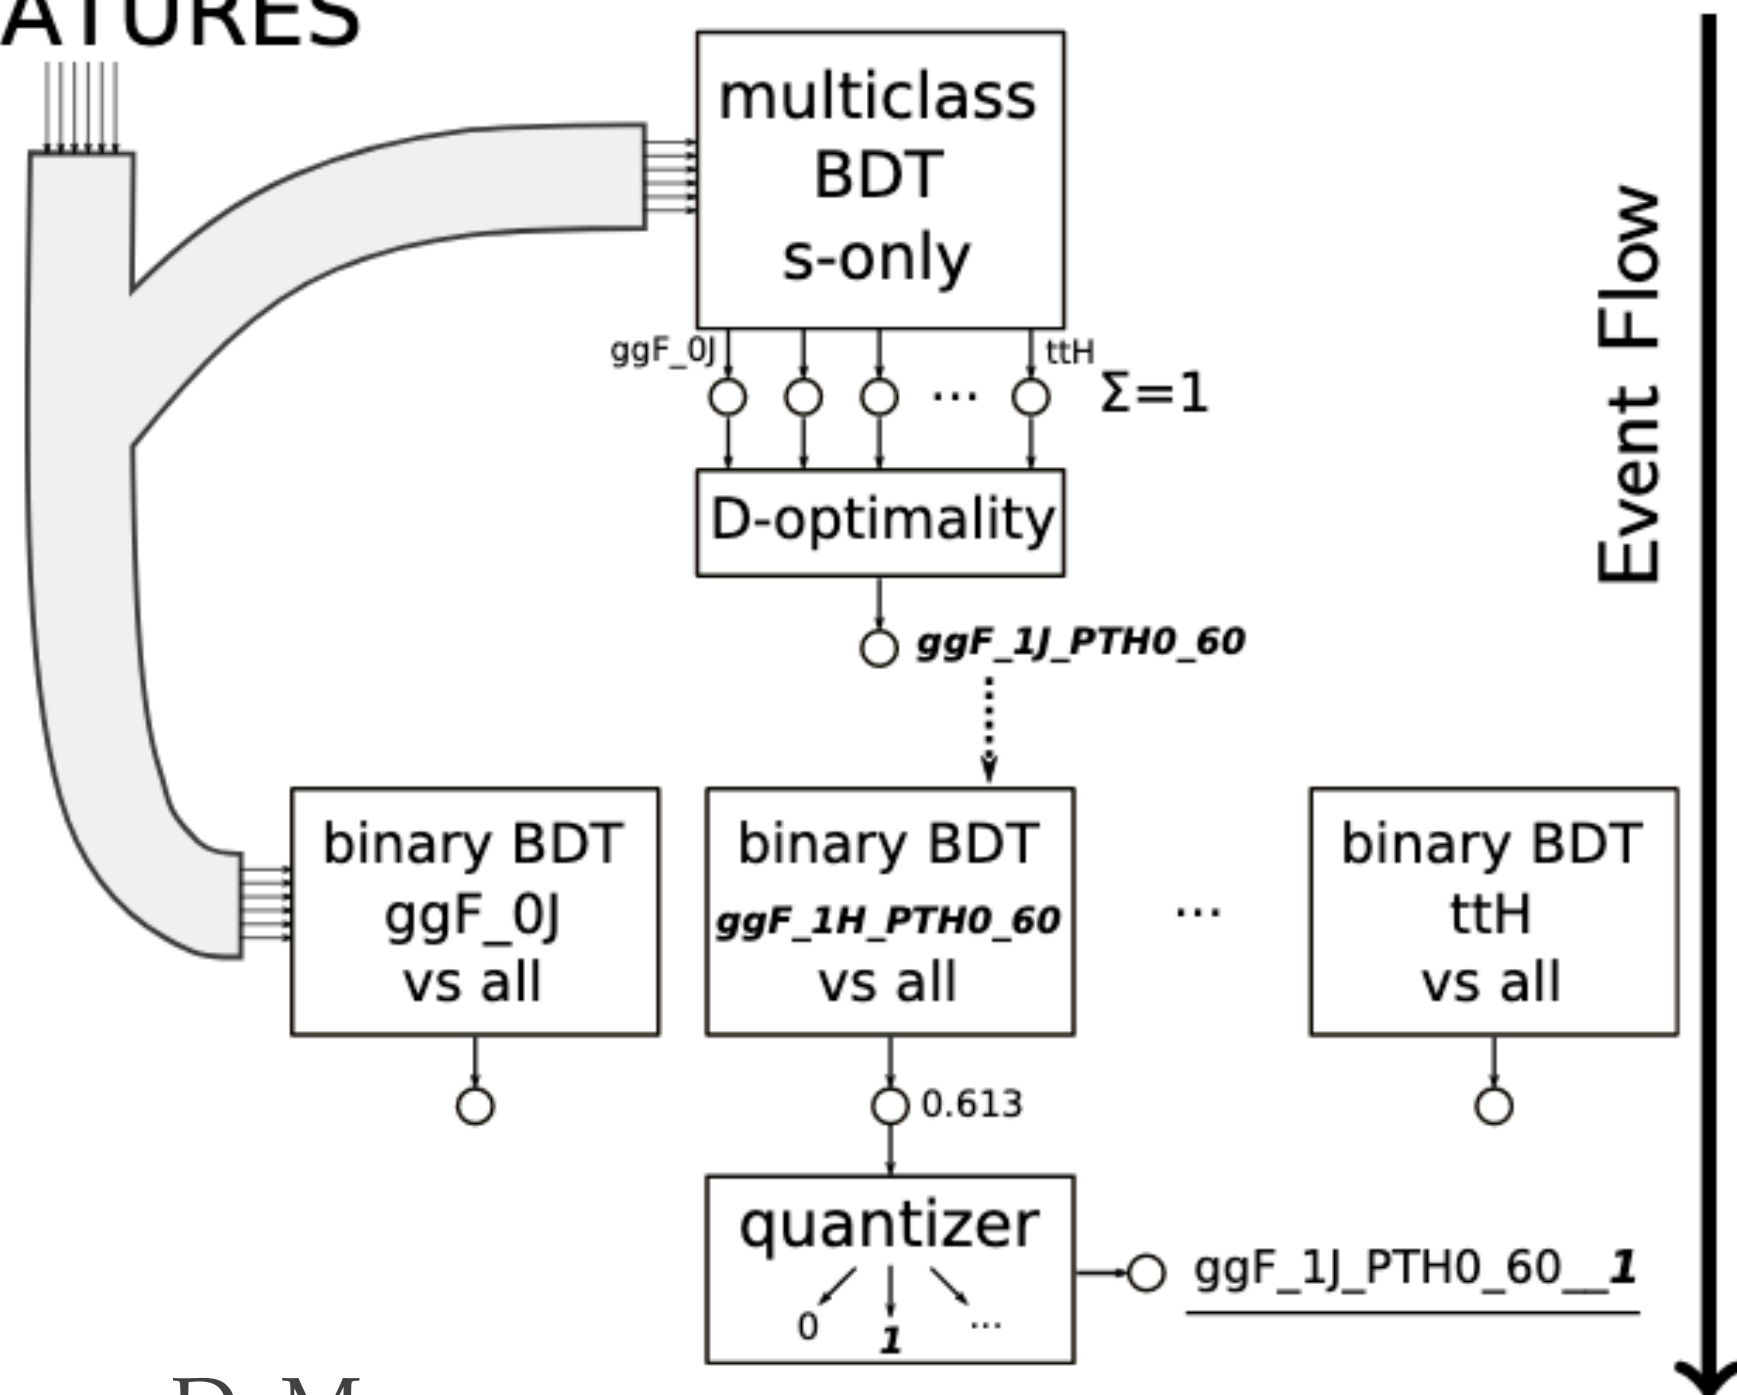 ATURES
multiclass
BDT
s-only
ggF_0J
ttH
Σ=1
...
D-optimality
ggF_1J_PTH0_60
Event Flow
binary BDT
ggF_0J
vs all
binary BDT
ggF_1H_PTH0_60
vs all
...
binary BDT
ttH
vs all
0.613
quantizer
0
1
...
ggF_1J_PTH0_60__1